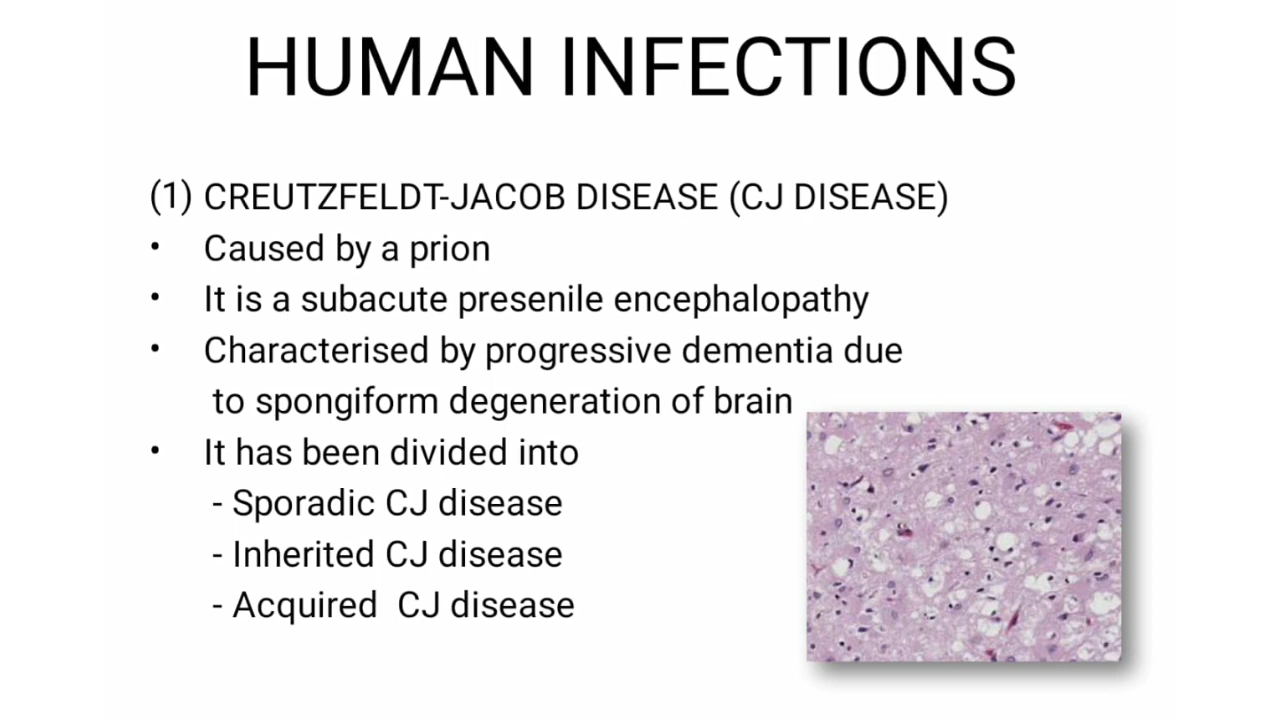 HUMAN INFECTIONS
(1) CREUTZFELDT-JACOB DISEASE (CJ DISEASE)
• Caused by a prion
• It is a subacute presenile encephalopathy
• Characterised by progressive dementia due
to spongiform degeneration of brain
• It has been divided into
- Sporadic CJ disease
- Inherited CJ disease
- Acquired CJ disease